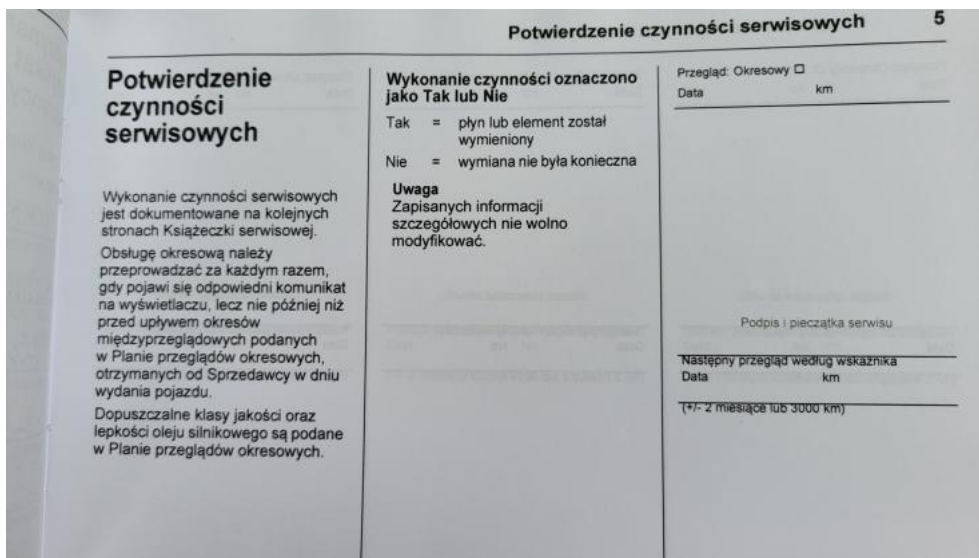 Potwierdzenie czynności serwisowych 5
Potwierdzenie
czynności
serwisowych
Wykonanie czynności serwisowych
jest dokumentowane na kolejnych
stronach Książeczki serwisowej.
Obsługę okresową należy
przeprowadzać za każdym razem,
gdy pojawi się odpowiedni komunikat
na wyświetlaczu, lecz nie później niż
przed upływem okresów
międzyprzeglądowych podanych
w Planie przeglądów okresowych,
otrzymanych od Sprzedawcy w dniu
wydania pojazdu.
Dopuszczalne klasy jakości oraz
lepkości oleju silnikowego są podane
w Planie przeglądów okresowych.
Wykonanie czynności oznaczono
jako Tak lub Nie
Tak = płyn lub element został
wymieniony
Nie = wymiana nie była konieczna
Uwaga
Zapisanych informacji
szczegółowych nie wolno
modyfikować.
Przegląd: Okresowy ☐
Data km
Podpis i pieczątka serwisu
Następny przegląd według wskaźnika
Data km
(+/- 2 miesiące lub 3000 km)